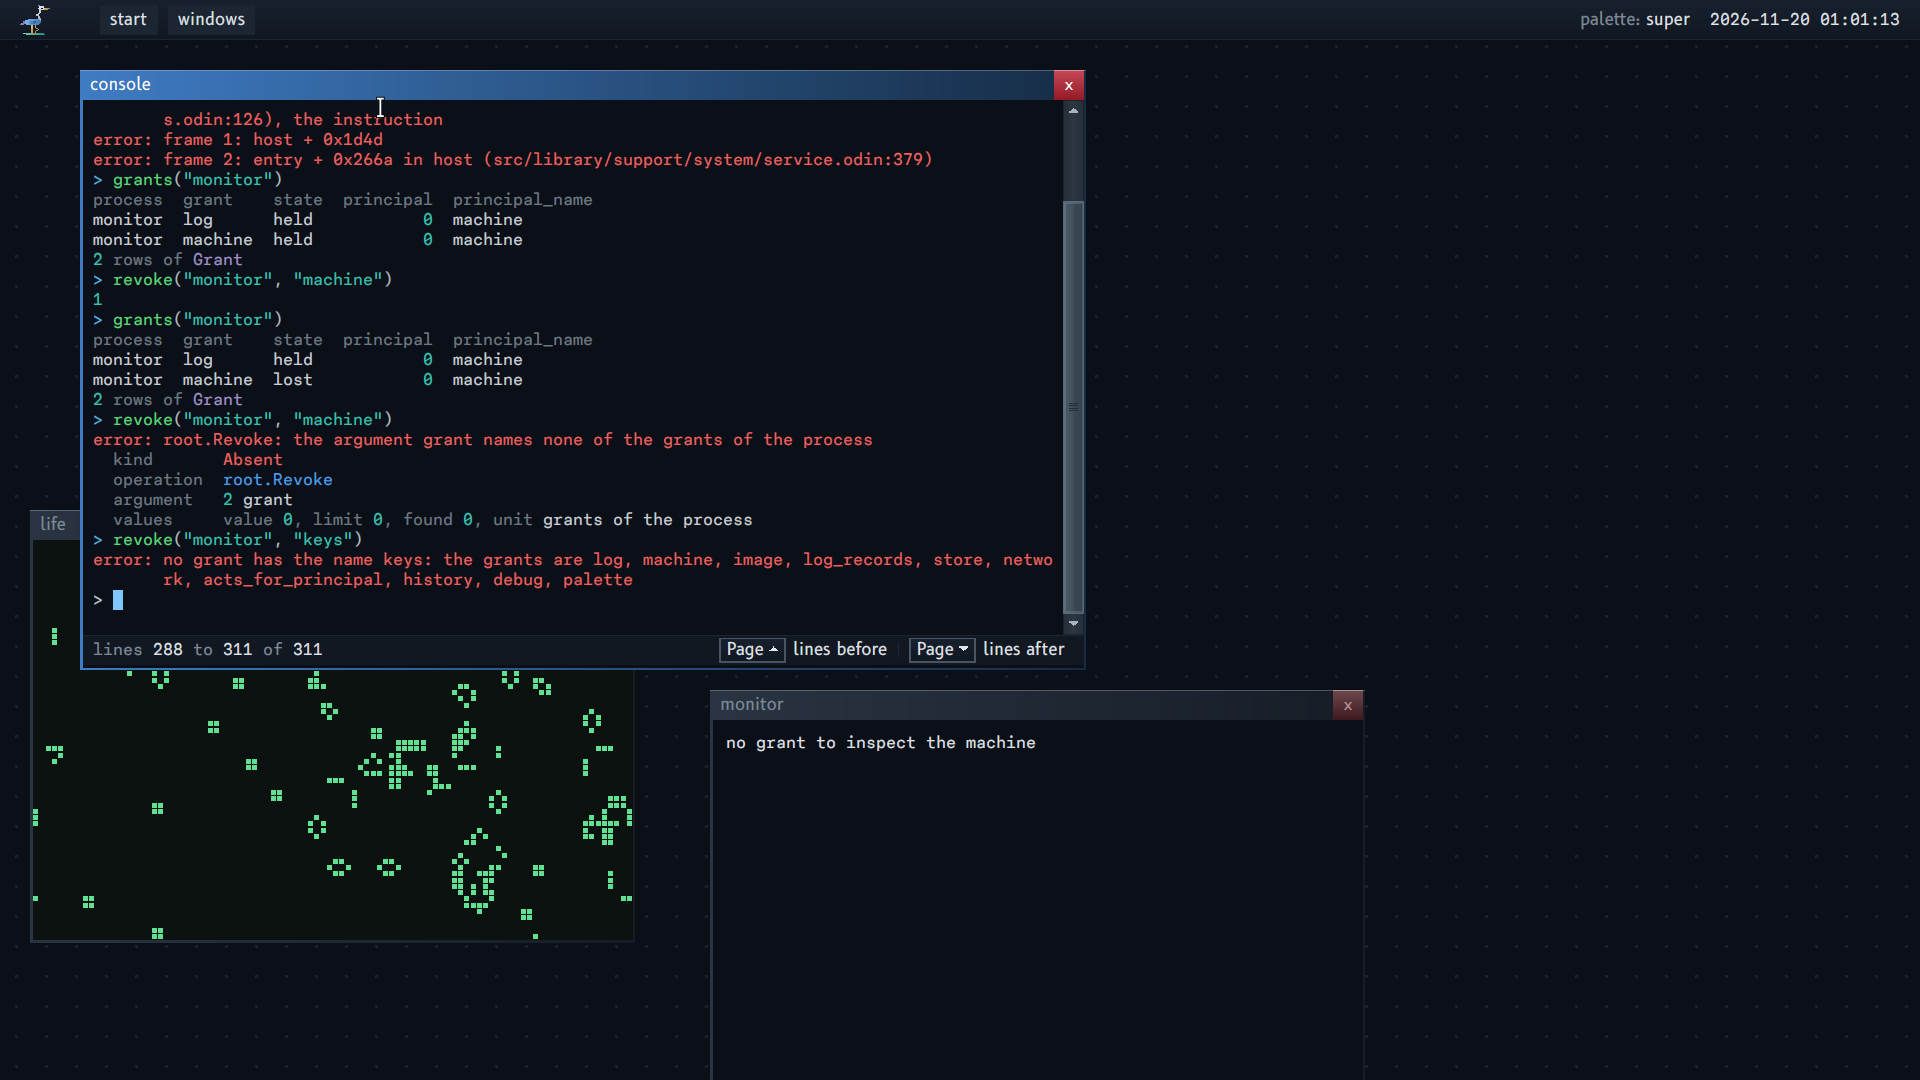 start windows palette: super 2026-11-20 01:01:13
console x
s.odin:126), the instruction
error: frame 1: host + 0x1d4d
error: frame 2: entry + 0x266a in host (src/library/support/system/service.odin:379)
> grants("monitor")
process grant state principal principal_name
monitor log held 0 machine
monitor machine held 0 machine
2 rows of Grant
> revoke("monitor", "machine")
1
> grants("monitor")
process grant state principal principal_name
monitor log held 0 machine
monitor machine lost 0 machine
2 rows of Grant
> revoke("monitor", "machine")
error: root.Revoke: the argument grant names none of the grants of the process
kind Absent
operation root.Revoke
argument 2 grant
values value 0, limit 0, found 0, unit grants of the process
> revoke("monitor", "keys")
error: no grant has the name keys: the grants are log, machine, image, log_records, store, netwo
rk, acts_for_principal, history, debug, palette
>
lines 288 to 311 of 311 Page lines before Page lines after
life
monitor x
no grant to inspect the machine